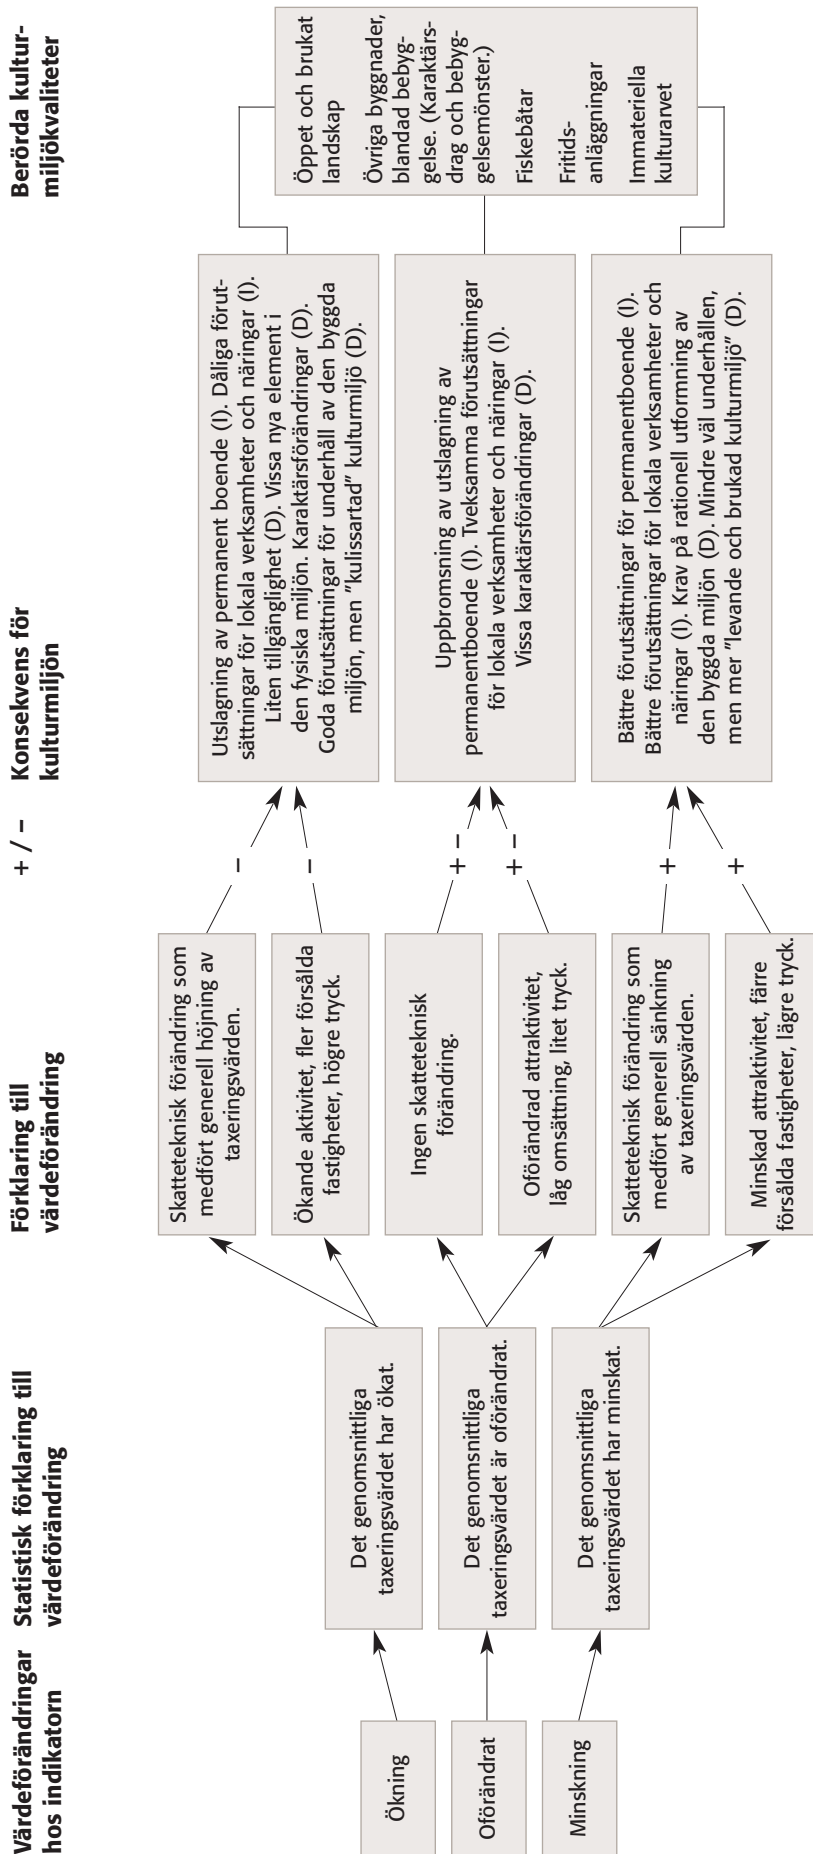 Värdeförändringar
hos indikatorn
Statistisk förklaring till
värdeförändring
Förklaring till
värdeförändring
+ / –
Konsekvens för
kulturmiljön
Berörda kultur-
miljökvaliteter
Ökning
Oförändrat
Minskning
Det genomsnittliga
taxeringsvärdet har ökat.
Det genomsnittliga
taxeringsvärdet är oförändrat.
Det genomsnittliga
taxeringsvärdet har minskat.
Skatteteknisk förändring som
medfört generell höjning av
taxeringsvärden.
Ökande aktivitet, fler försålda
fastigheter, högre tryck.
Ingen skatteteknisk
förändring.
Oförändrad attraktivitet,
låg omsättning, litet tryck.
Skatteteknisk förändring som
medfört generell sänkning
av taxeringsvärden.
Minskad attraktivitet, färre
försålda fastigheter, lägre tryck.
–
–
+ –
+ –
+
+
Utslagning av permanent boende (I). Dåliga förut-
sättningar för lokala verksamheter och näringar (I).
Liten tillgänglighet (D). Vissa nya element i
den fysiska miljön. Karaktärsförändringar (D).
Goda förutsättningar för underhåll av den byggda
miljön, men ”kulissartad” kulturmiljö (D).
Uppbromsning av utslagning av
permanentboende (I). Tveksamma förutsättningar
för lokala verksamheter och näringar (I).
Vissa karaktärsförändringar (D).
Bättre förutsättningar för permanentboende (I).
Bättre förutsättningar för lokala verksamheter och
näringar (I). Krav på rationell utformning av
den byggda miljön (D). Mindre väl underhållen,
men mer ”levande och brukad kulturmiljö” (D).
Öppet och brukat
landskap
Övriga byggnader,
blandad bebyg-
gelse. (Karaktärs-
drag och bebyg-
gelsemönster.)
Fiskebåtar
Fritids-
anläggningar
Immateriella
kulturarvet